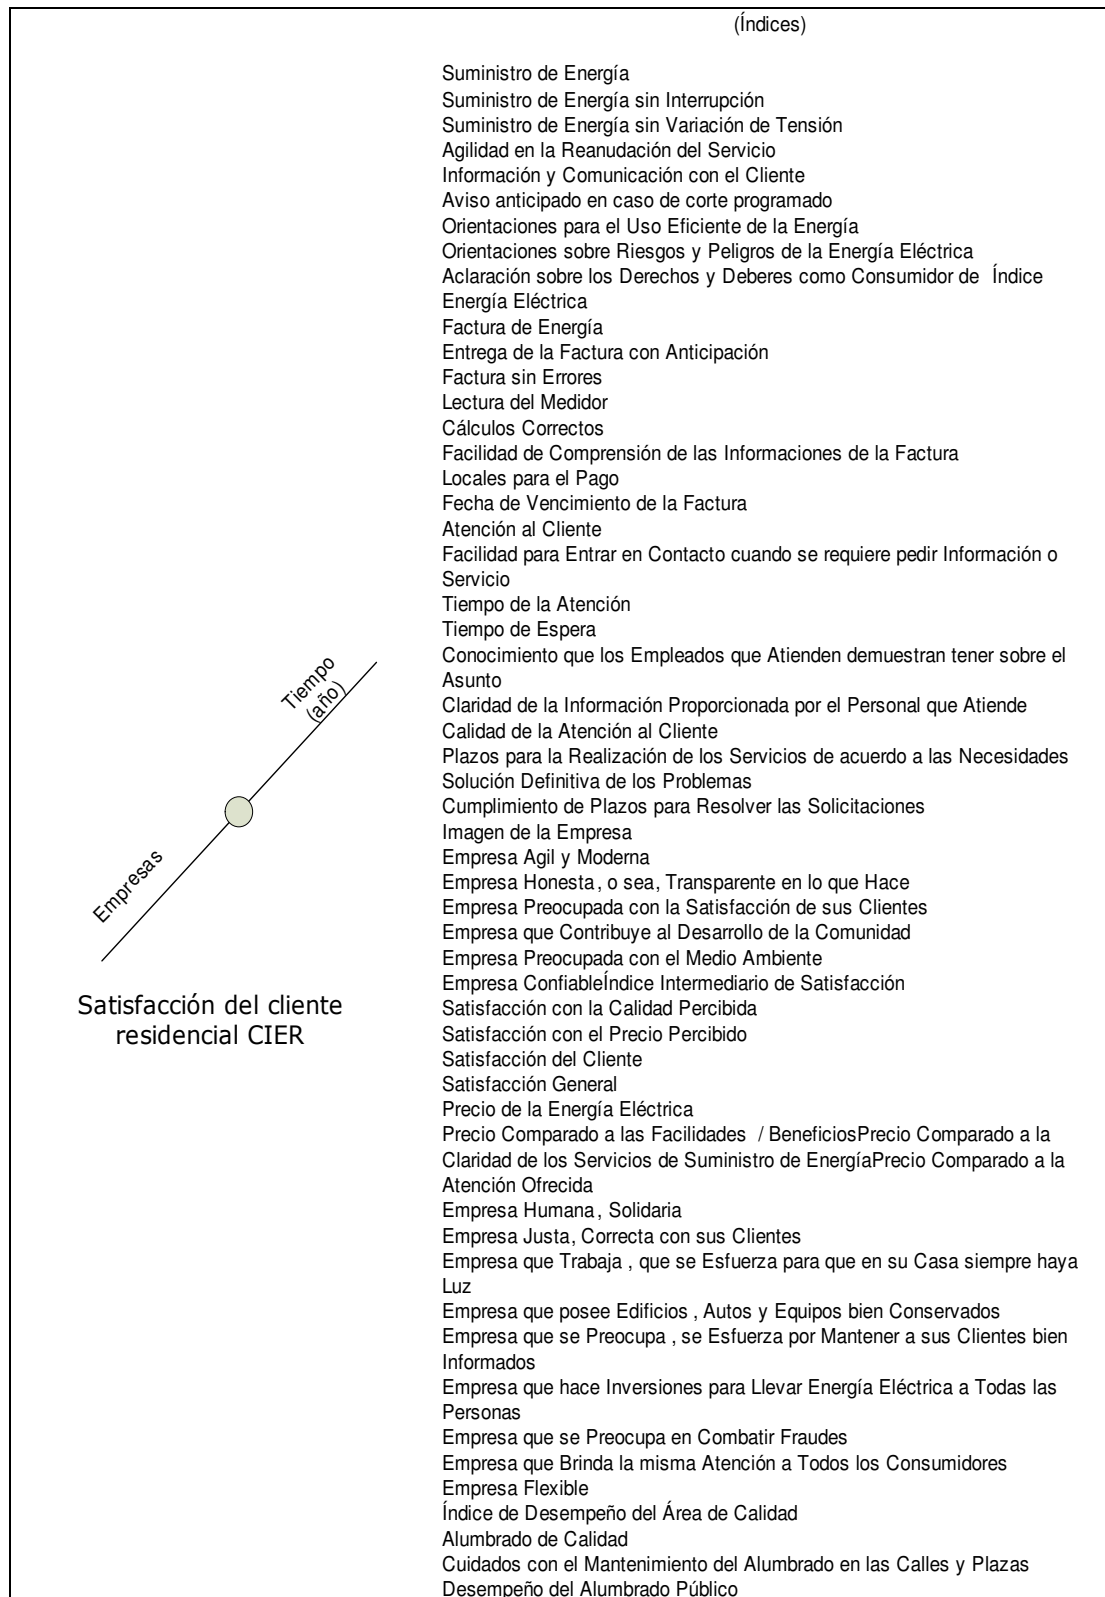 (Índices)
Suministro de Energía
Suministro de Energía sin Interrupción
Suministro de Energía sin Variación de Tensión
Agilidad en la Reanudación del Servicio
Información y Comunicación con el Cliente
Aviso anticipado en caso de corte programado
Orientaciones para el Uso Eficiente de la Energía
Orientaciones sobre Riesgos y Peligros de la Energía Eléctrica
Aclaración sobre los Derechos y Deberes como Consumidor de Índice
Energía Eléctrica
Factura de Energía
Entrega de la Factura con Anticipación
Factura sin Errores
Lectura del Medidor
Cálculos Correctos
Facilidad de Comprensión de las Informaciones de la Factura
Locales para el Pago
Fecha de Vencimiento de la Factura
Atención al Cliente
Facilidad para Entrar en Contacto cuando se requiere pedir Información o
Servicio
Tiempo de la Atención
Tiempo de Espera
Conocimiento que los Empleados que Atienden demuestran tener sobre el
Asunto
Claridad de la Información Proporcionada por el Personal que Atiende
Calidad de la Atención al Cliente
Plazos para la Realización de los Servicios de acuerdo a las Necesidades
Solución Definitiva de los Problemas
Cumplimiento de Plazos para Resolver las Solicitaciones
Imagen de la Empresa
Empresa Agil y Moderna
Empresa Honesta, o sea, Transparente en lo que Hace
Empresa Preocupada con la Satisfacción de sus Clientes
Empresa que Contribuye al Desarrollo de la Comunidad
Empresa Preocupada con el Medio Ambiente
Empresa ConfiableÍndice Intermediario de Satisfacción
Satisfacción con la Calidad Percibida
Satisfacción con el Precio Percibido
Satisfacción del Cliente
Satisfacción General
Precio de la Energía Eléctrica
Precio Comparado a las Facilidades / BeneficiosPrecio Comparado a la
Claridad de los Servicios de Suministro de EnergíaPrecio Comparado a la
Atención Ofrecida
Empresa Humana, Solidaria
Empresa Justa, Correcta con sus Clientes
Empresa que Trabaja , que se Esfuerza para que en su Casa siempre haya
Luz
Empresa que posee Edificios , Autos y Equipos bien Conservados
Empresa que se Preocupa , se Esfuerza por Mantener a sus Clientes bien
Informados
Empresa que hace Inversiones para Llevar Energía Eléctrica a Todas las
Personas
Empresa que se Preocupa en Combatir Fraudes
Empresa que Brinda la misma Atención a Todos los Consumidores
Empresa Flexible
Índice de Desempeño del Área de Calidad
Alumbrado de Calidad
Cuidados con el Mantenimiento del Alumbrado en las Calles y Plazas
Desempeño del Alumbrado Público
Tiempo
(año)
Empresas
Satisfacción del cliente
residencial CIER